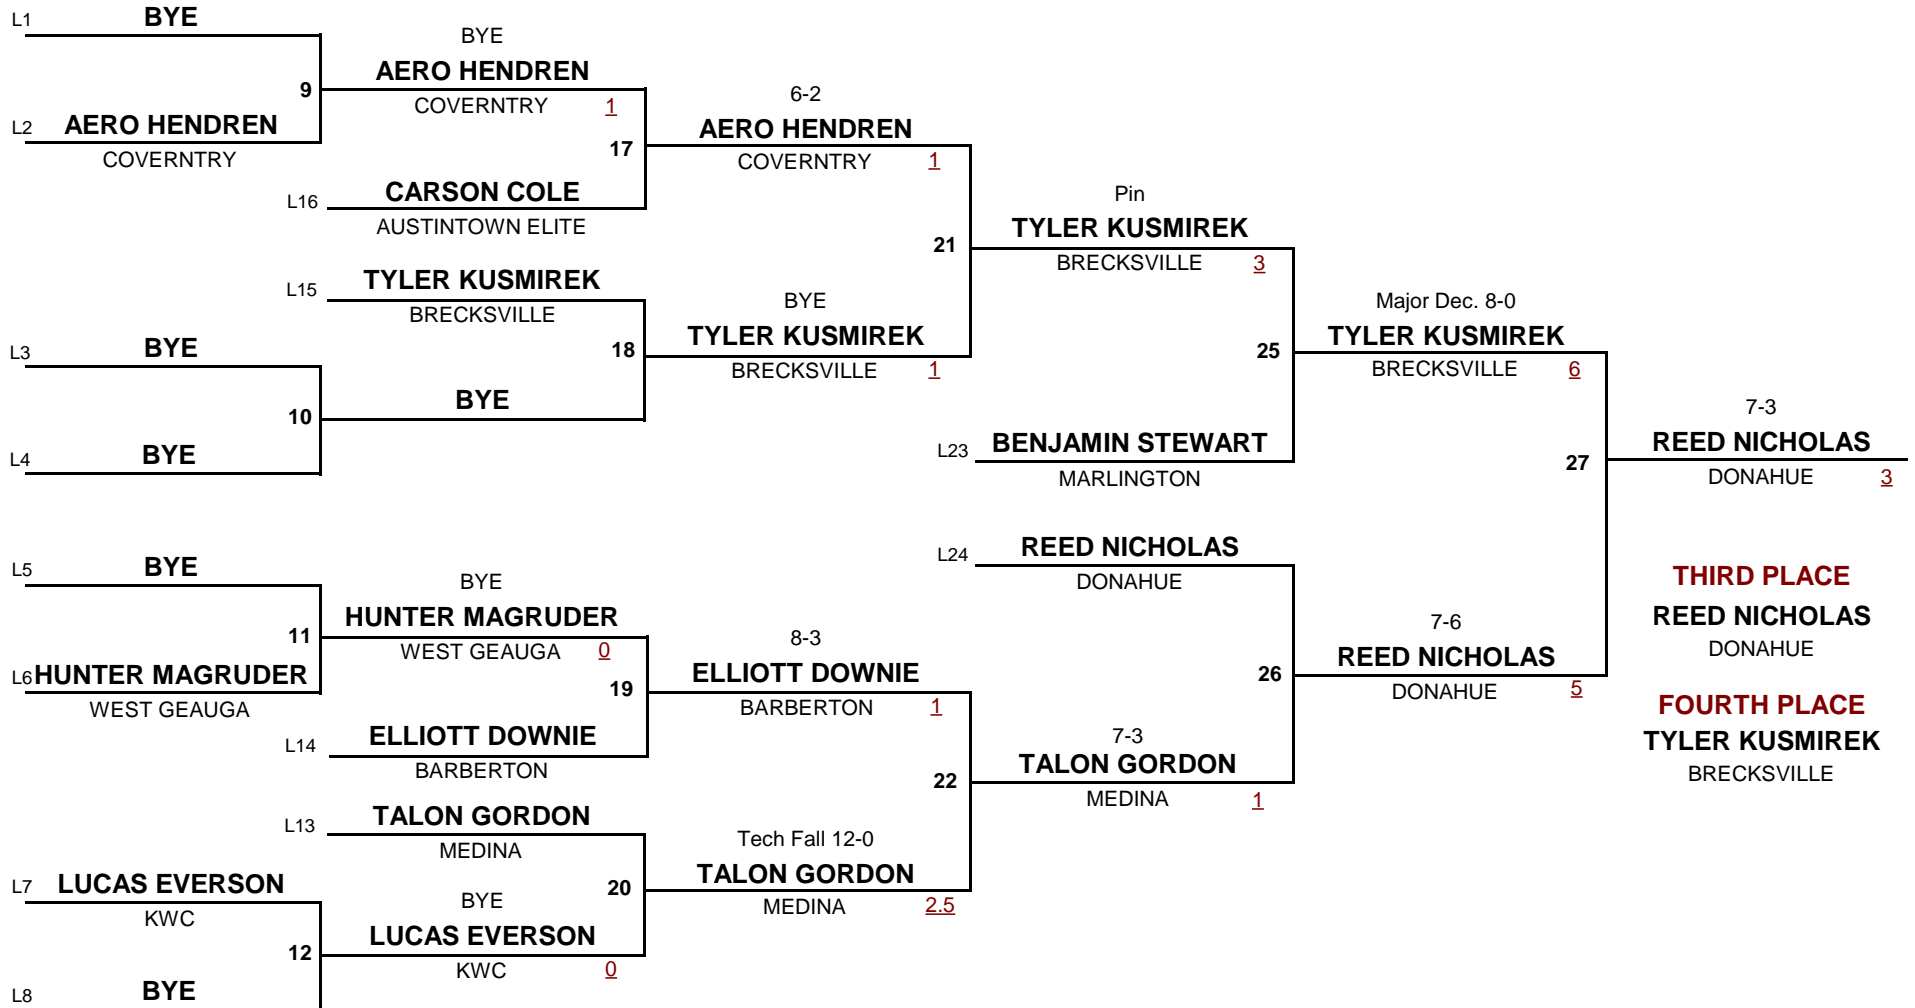 L1 BYE
BYE
AERO HENDREN
9
COVERNTRY 1
L2 AERO HENDREN
COVERNTRY
6-2
AERO HENDREN
17
COVERNTRY 1
L16 CARSON COLE
AUSTINTOWN ELITE
Pin
TYLER KUSMIREK
21
BRECKSVILLE 3
L15 TYLER KUSMIREK
BRECKSVILLE
BYE
TYLER KUSMIREK
18
BRECKSVILLE 1
L3 BYE
10
BYE
L4 BYE
Major Dec. 8-0
TYLER KUSMIREK
25
BRECKSVILLE 6
L23 BENJAMIN STEWART
MARLINGTON
7-3
REED NICHOLAS
27
DONAHUE 3
L24 REED NICHOLAS
DONAHUE
THIRD PLACE
REED NICHOLAS
DONAHUE
FOURTH PLACE
TYLER KUSMIREK
BRECKSVILLE
L5 BYE
BYE
HUNTER MAGRUDER
11
WEST GEAUGA 0
L6 HUNTER MAGRUDER
WEST GEAUGA
8-3
ELLIOTT DOWNIE
19
BARBERTON 1
L14 ELLIOTT DOWNIE
BARBERTON
7-6
REED NICHOLAS
26
DONAHUE 5
7-3
TALON GORDON
22
MEDINA 1
L13 TALON GORDON
MEDINA
Tech Fall 12-0
TALON GORDON
20
MEDINA 2.5
L7 LUCAS EVERSON
KWC
BYE
LUCAS EVERSON
12
KWC 0
L8 BYE